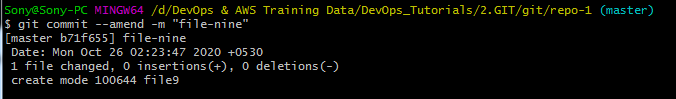 Sony@Sony-PC MINGW64 /d/DevOps & AWS Training Data/DevOps_Tutorials/2.GIT/git/repo-1 (master)
$ git commit --amend -m "file-nine"
[master b71f655] file-nine
 Date: Mon Oct 26 02:23:47 2020 +0530
 1 file changed, 0 insertions(+), 0 deletions(-)
 create mode 100644 file9